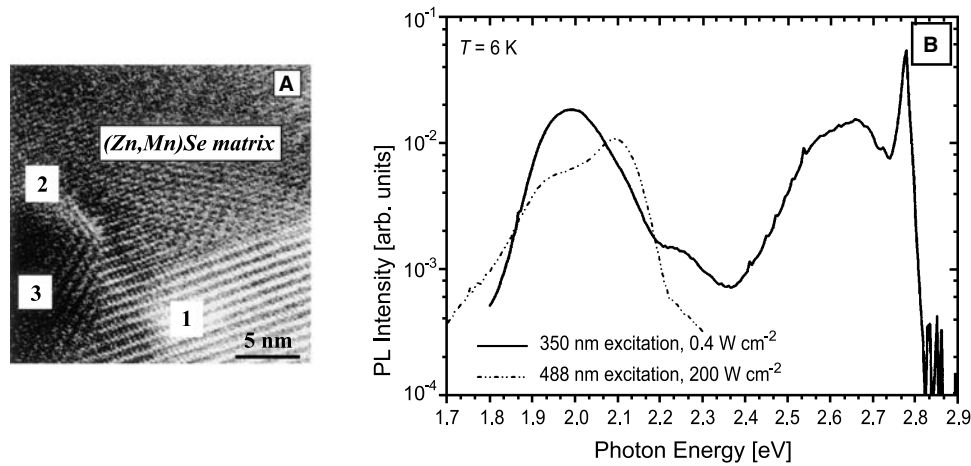 A
(Zn,Mn)Se matrix
2
3
1
5 nm
B
T = 6 K
PL Intensity [arb. units]
10⁻¹
10⁻²
10⁻³
10⁻⁴
350 nm excitation, 0.4 W cm⁻²
488 nm excitation, 200 W cm⁻²
1.7 1.8 1.9 2.0 2.1 2.2 2.3 2.4 2.5 2.6 2.7 2.8 2.9
Photon Energy [eV]